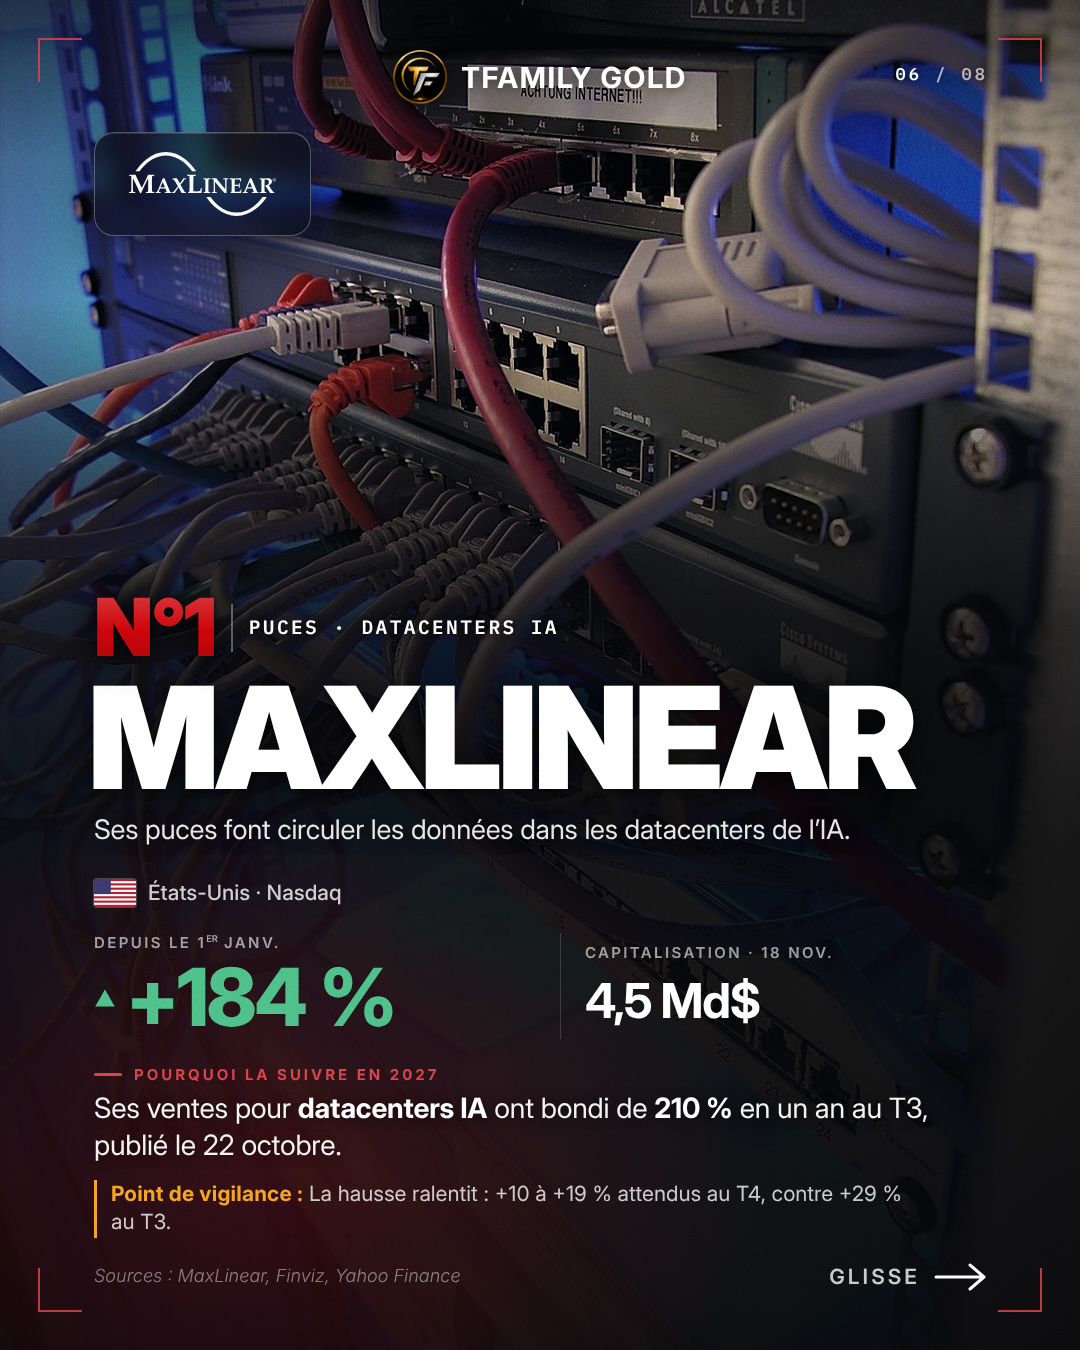 ALCATEL
TFAMILY GOLD
ACHTUNG INTERNET!!!
06 / 08
MAXLINEAR
N°1
PUCES · DATACENTERS IA
MAXLINEAR
Ses puces font circuler les données dans les datacenters de l’IA.
États-Unis · Nasdaq
DEPUIS LE 1ER JANV.
▲ +184 %
CAPITALISATION · 18 NOV.
4,5 Md$
POURQUOI LA SUIVRE EN 2027
Ses ventes pour datacenters IA ont bondi de 210 % en un an au T3,
publié le 22 octobre.
Point de vigilance : La hausse ralentit : +10 à +19 % attendus au T4, contre +29 %
au T3.
Sources : MaxLinear, Finviz, Yahoo Finance
GLISSE